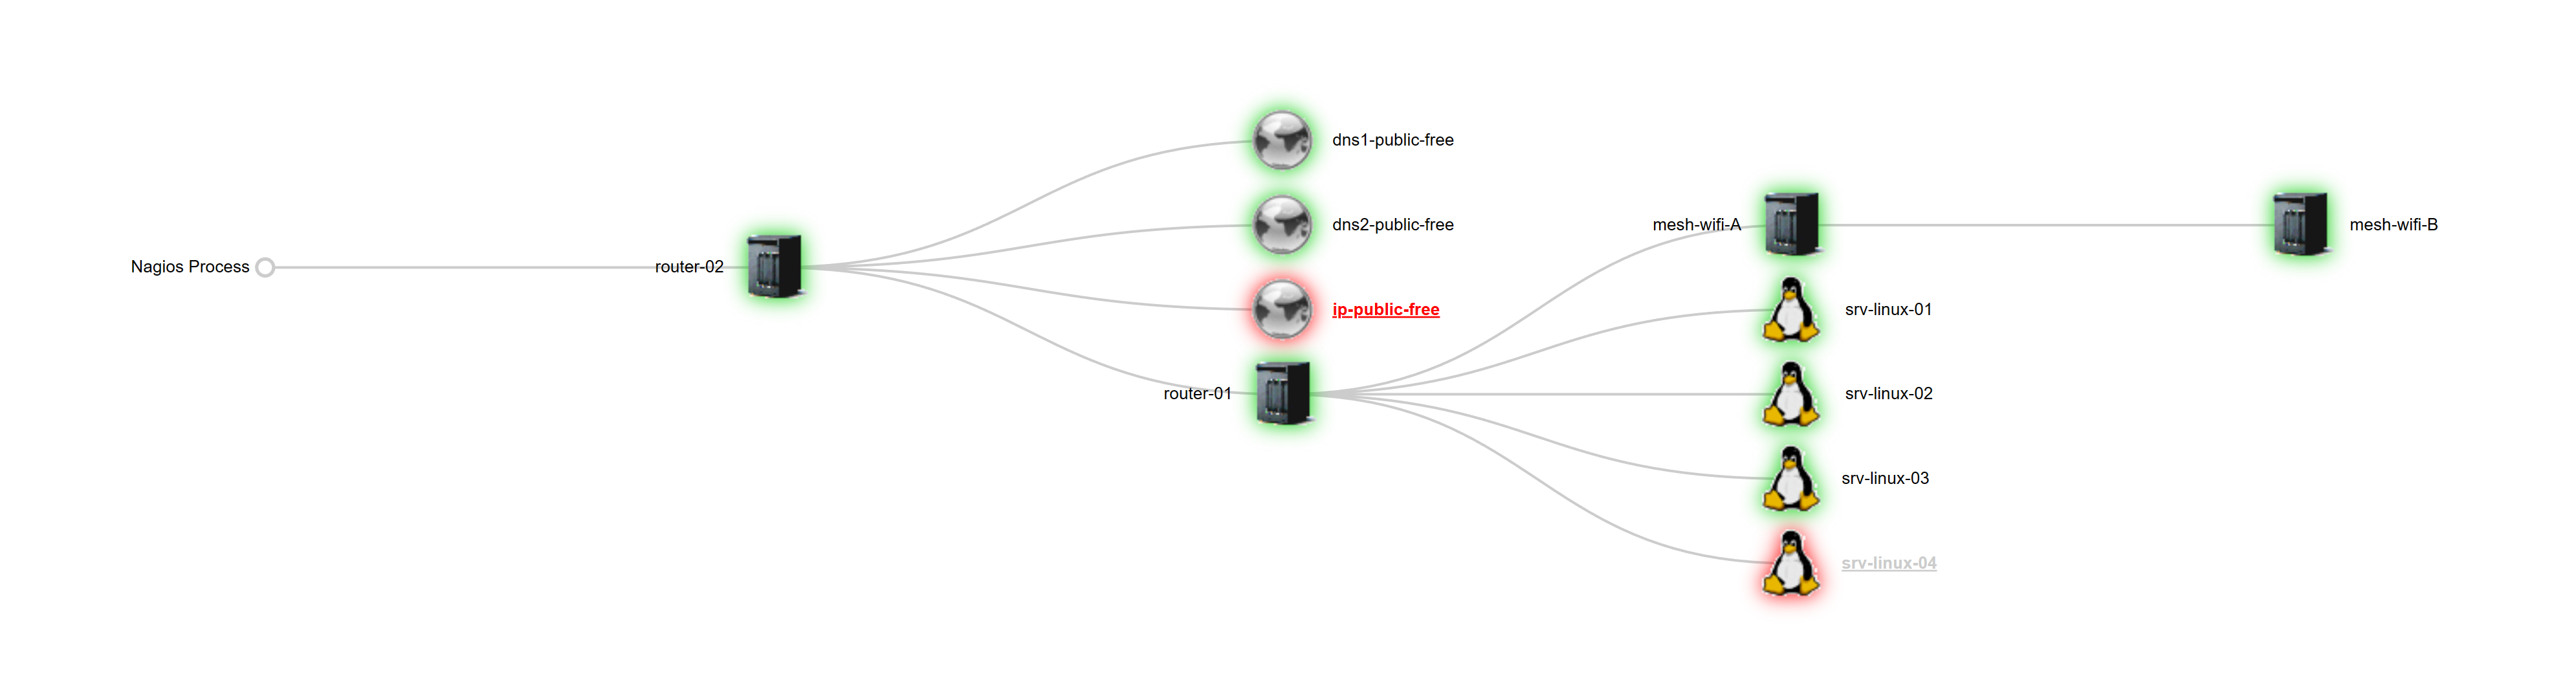 dns1-public-free
dns2-public-free
mesh-wifi-A
mesh-wifi-B
Nagios Process
router-02
ip-public-free
srv-linux-01
router-01
srv-linux-02
srv-linux-03
srv-linux-04